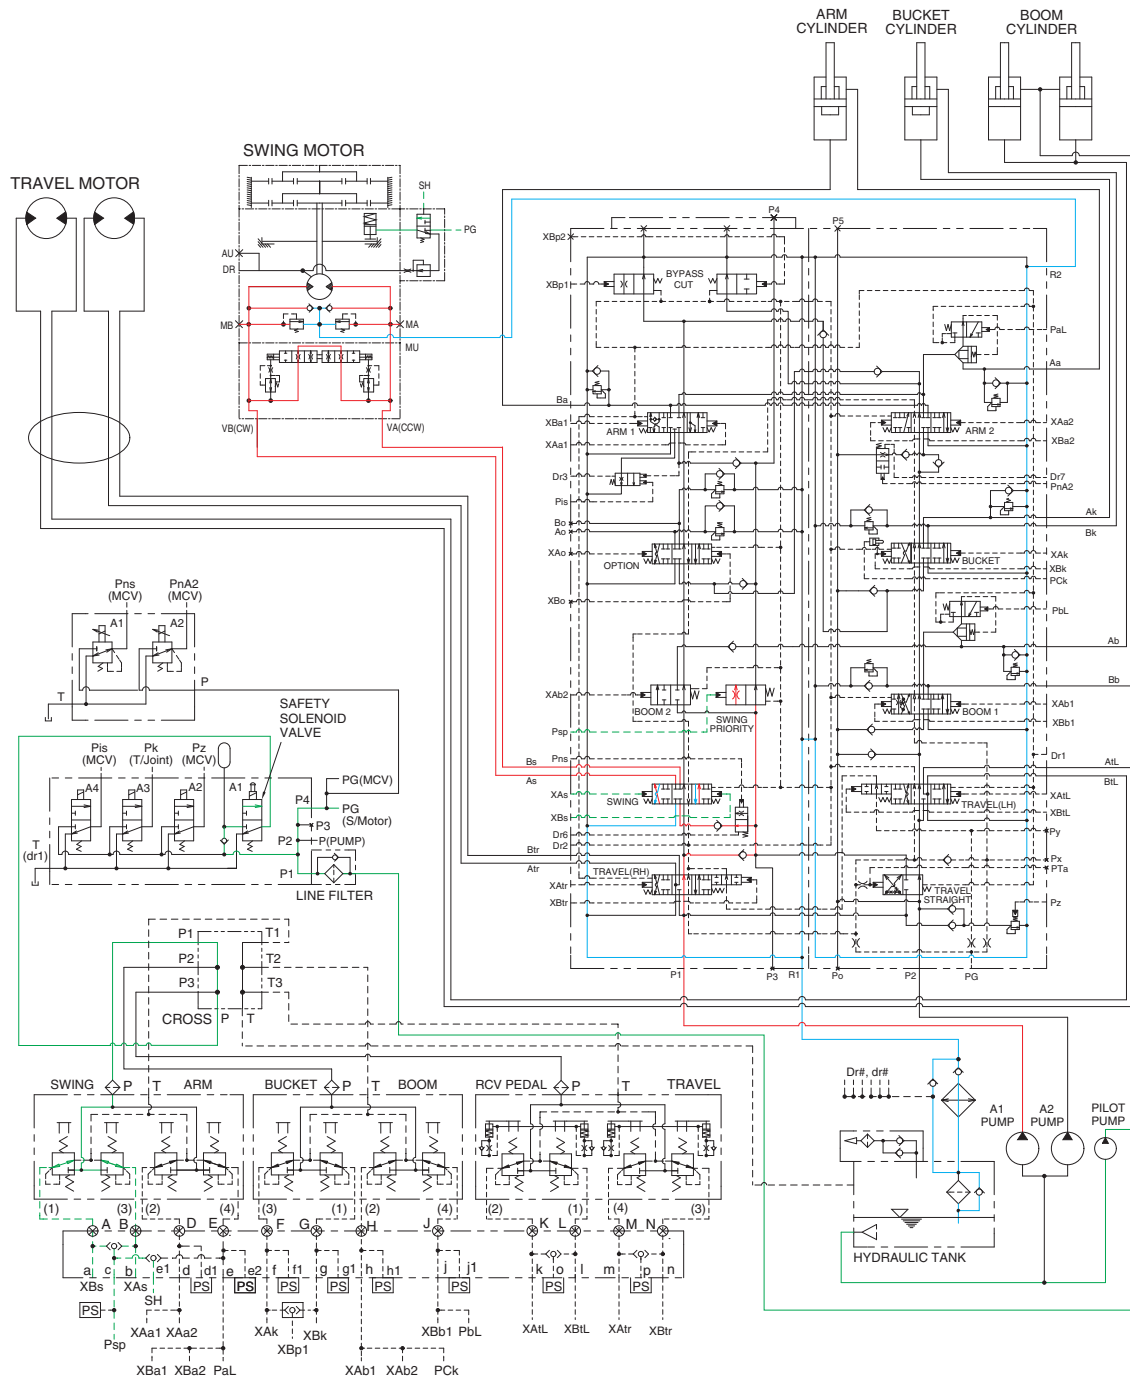 ARM
CYLINDER
BUCKET
CYLINDER
BOOM
CYLINDER
SWING MOTOR
TRAVEL MOTOR
SH
PG
AU
DR
MB
MA
MU
VB(CW)
VA(CCW)
P4
P5
XBp2
XBp1
BYPASS
CUT
R2
PaL
Aa
Ba
XBa1
ARM 1
XAa1
ARM 2
XAa2
XBa2
Dr3
Pis
Dr7
PnA2
Bo
Ao
Ak
Bk
XAo
OPTION
BUCKET
XAk
XBk
PCk
XBo
PbL
Ab
Bb
XAb2
BOOM 2
SWING
PRIORITY
Psp
BOOM 1
XAb1
XBb1
Pns
Dr1
Bs
As
AtL
BtL
XAs
SWING
XBs
TRAVEL(LH)
XAtL
XBtL
Dr6
Dr2
Py
Btr
Atr
TRAVEL(RH)
Px
PTa
XAtr
XBtr
TRAVEL
STRAIGHT
Pz
P1
P3
R1
Po
P2
PG
Pns
(MCV)
PnA2
(MCV)
A1
A2
P
T
SAFETY
SOLENOID
VALVE
Pis
(MCV)
Pk
(T/Joint)
Pz
(MCV)
A4
A3
A2
A1
PG(MCV)
P4
PG
(S/Motor)
P3
P2
P(PUMP)
T
(dr1)
P1
LINE FILTER
P1
T1
P2
T2
P3
T3
CROSS
P
T
SWING
P
T
ARM
BUCKET
P
T
BOOM
RCV PEDAL
P
T
TRAVEL
(1)
(3)
(2)
(4)
(3)
(1)
(2)
(4)
(2)
(1)
(4)
(3)
A
B
D
E
F
G
H
J
K
L
M
N
a
c
b
e1
d
d1
e
e2
f
f1
g
g1
h
h1
j
j1
k
o
l
m
p
n
XBs
XAs
SH
PS
PS
PS
PS
PS
PS
PS
PS
PS
Psp
XAa1
XAa2
XBa1
XBa2
PaL
XAk
XBp1
XBk
XAb1
XAb2
PCk
XBb1
PbL
XAtL
XBtL
XAtr
XBtr
Dr#, dr#
A1
PUMP
A2
PUMP
PILOT
PUMP
HYDRAULIC TANK